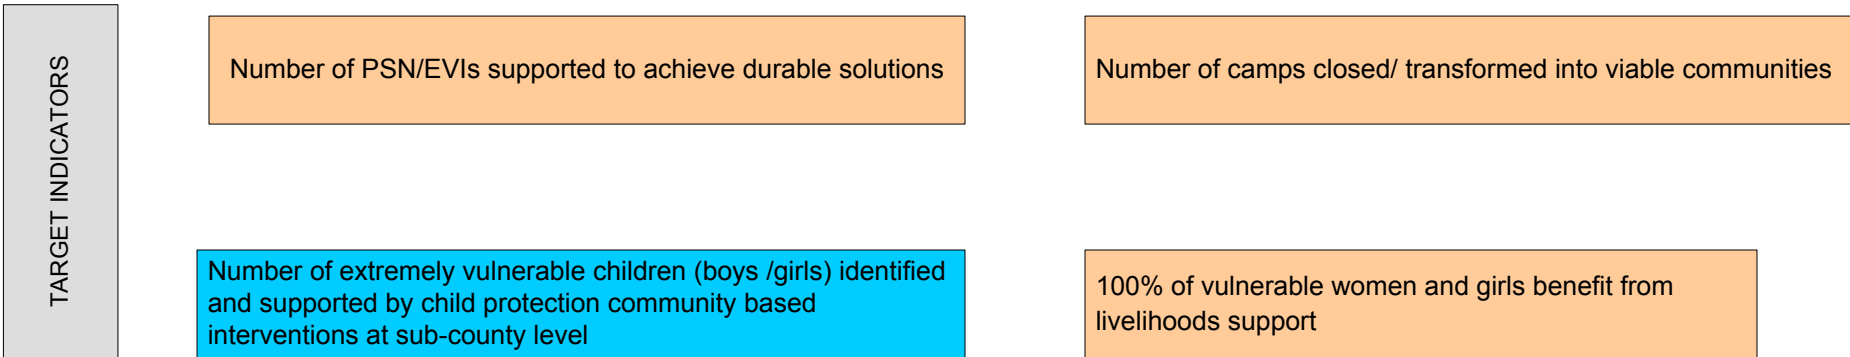 TARGET INDICATORS
Number of PSN/EVIs supported to achieve durable solutions
Number of camps closed/ transformed into viable communities
Number of extremely vulnerable children (boys /girls) identified
and supported by child protection community based
interventions at sub-county level
100% of vulnerable women and girls benefit from
livelihoods support